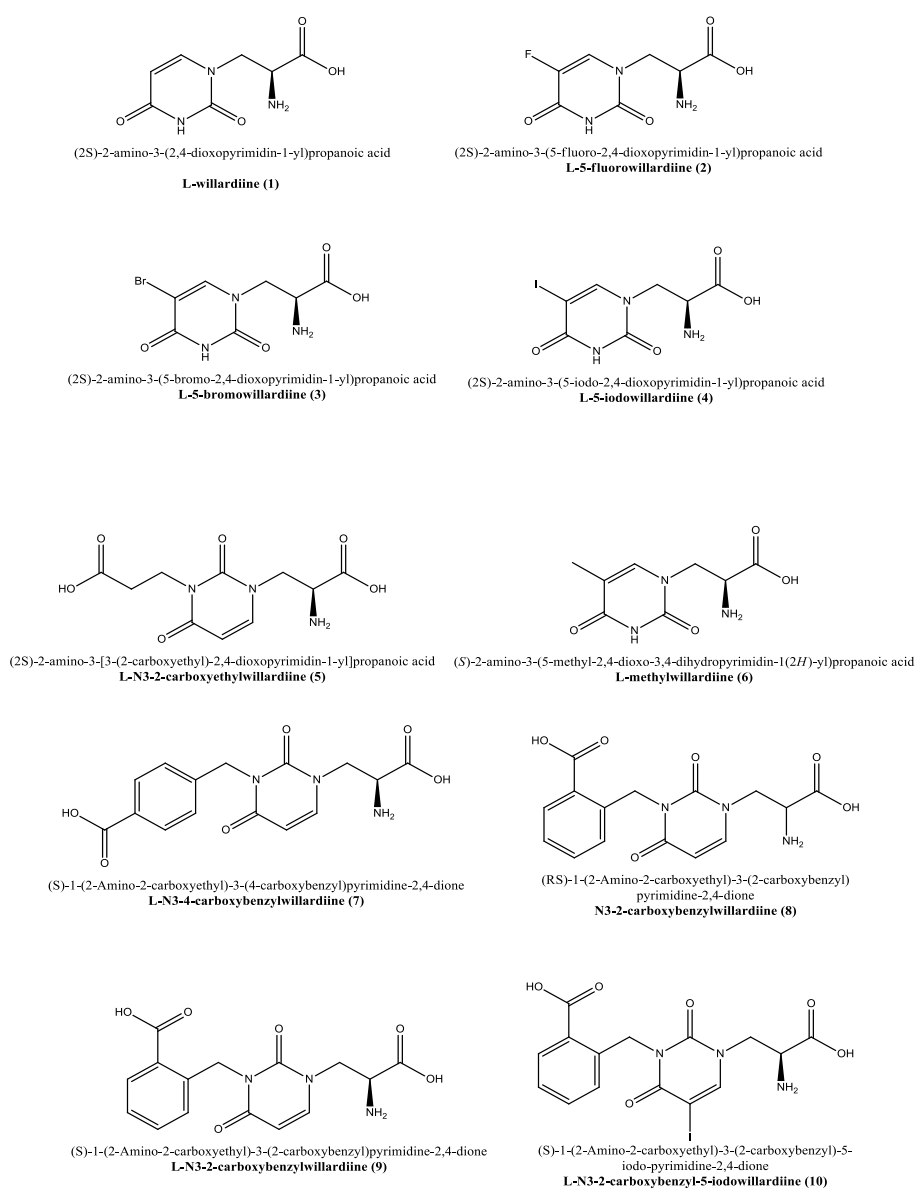 (2S)-2-amino-3-(2,4-dioxopyrimidin-1-yl)propanoic acid
L-willardiine (1)
(2S)-2-amino-3-(5-fluoro-2,4-dioxopyrimidin-1-yl)propanoic acid
L-5-fluorowillardiine (2)
(2S)-2-amino-3-(5-bromo-2,4-dioxopyrimidin-1-yl)propanoic acid
L-5-bromowillardiine (3)
(2S)-2-amino-3-(5-iodo-2,4-dioxopyrimidin-1-yl)propanoic acid
L-5-iodowillardiine (4)
(2S)-2-amino-3-[3-(2-carboxyethyl)-2,4-dioxopyrimidin-1-yl]propanoic acid
L-N3-2-carboxyethylwillardiine (5)
(S)-2-amino-3-(5-methyl-2,4-dioxo-3,4-dihydropyrimidin-1(2H)-yl)propanoic acid
L-methylwillardiine (6)
(S)-1-(2-Amino-2-carboxyethyl)-3-(4-carboxybenzyl)pyrimidine-2,4-dione
L-N3-4-carboxybenzylwillardiine (7)
(RS)-1-(2-Amino-2-carboxyethyl)-3-(2-carboxybenzyl)
pyrimidine-2,4-dione
N3-2-carboxybenzylwillardiine (8)
(S)-1-(2-Amino-2-carboxyethyl)-3-(2-carboxybenzyl)pyrimidine-2,4-dione
L-N3-2-carboxybenzylwillardiine (9)
(S)-1-(2-Amino-2-carboxyethyl)-3-(2-carboxybenzyl)-5-
iodo-pyrimidine-2,4-dione
L-N3-2-carboxybenzyl-5-iodowillardiine (10)